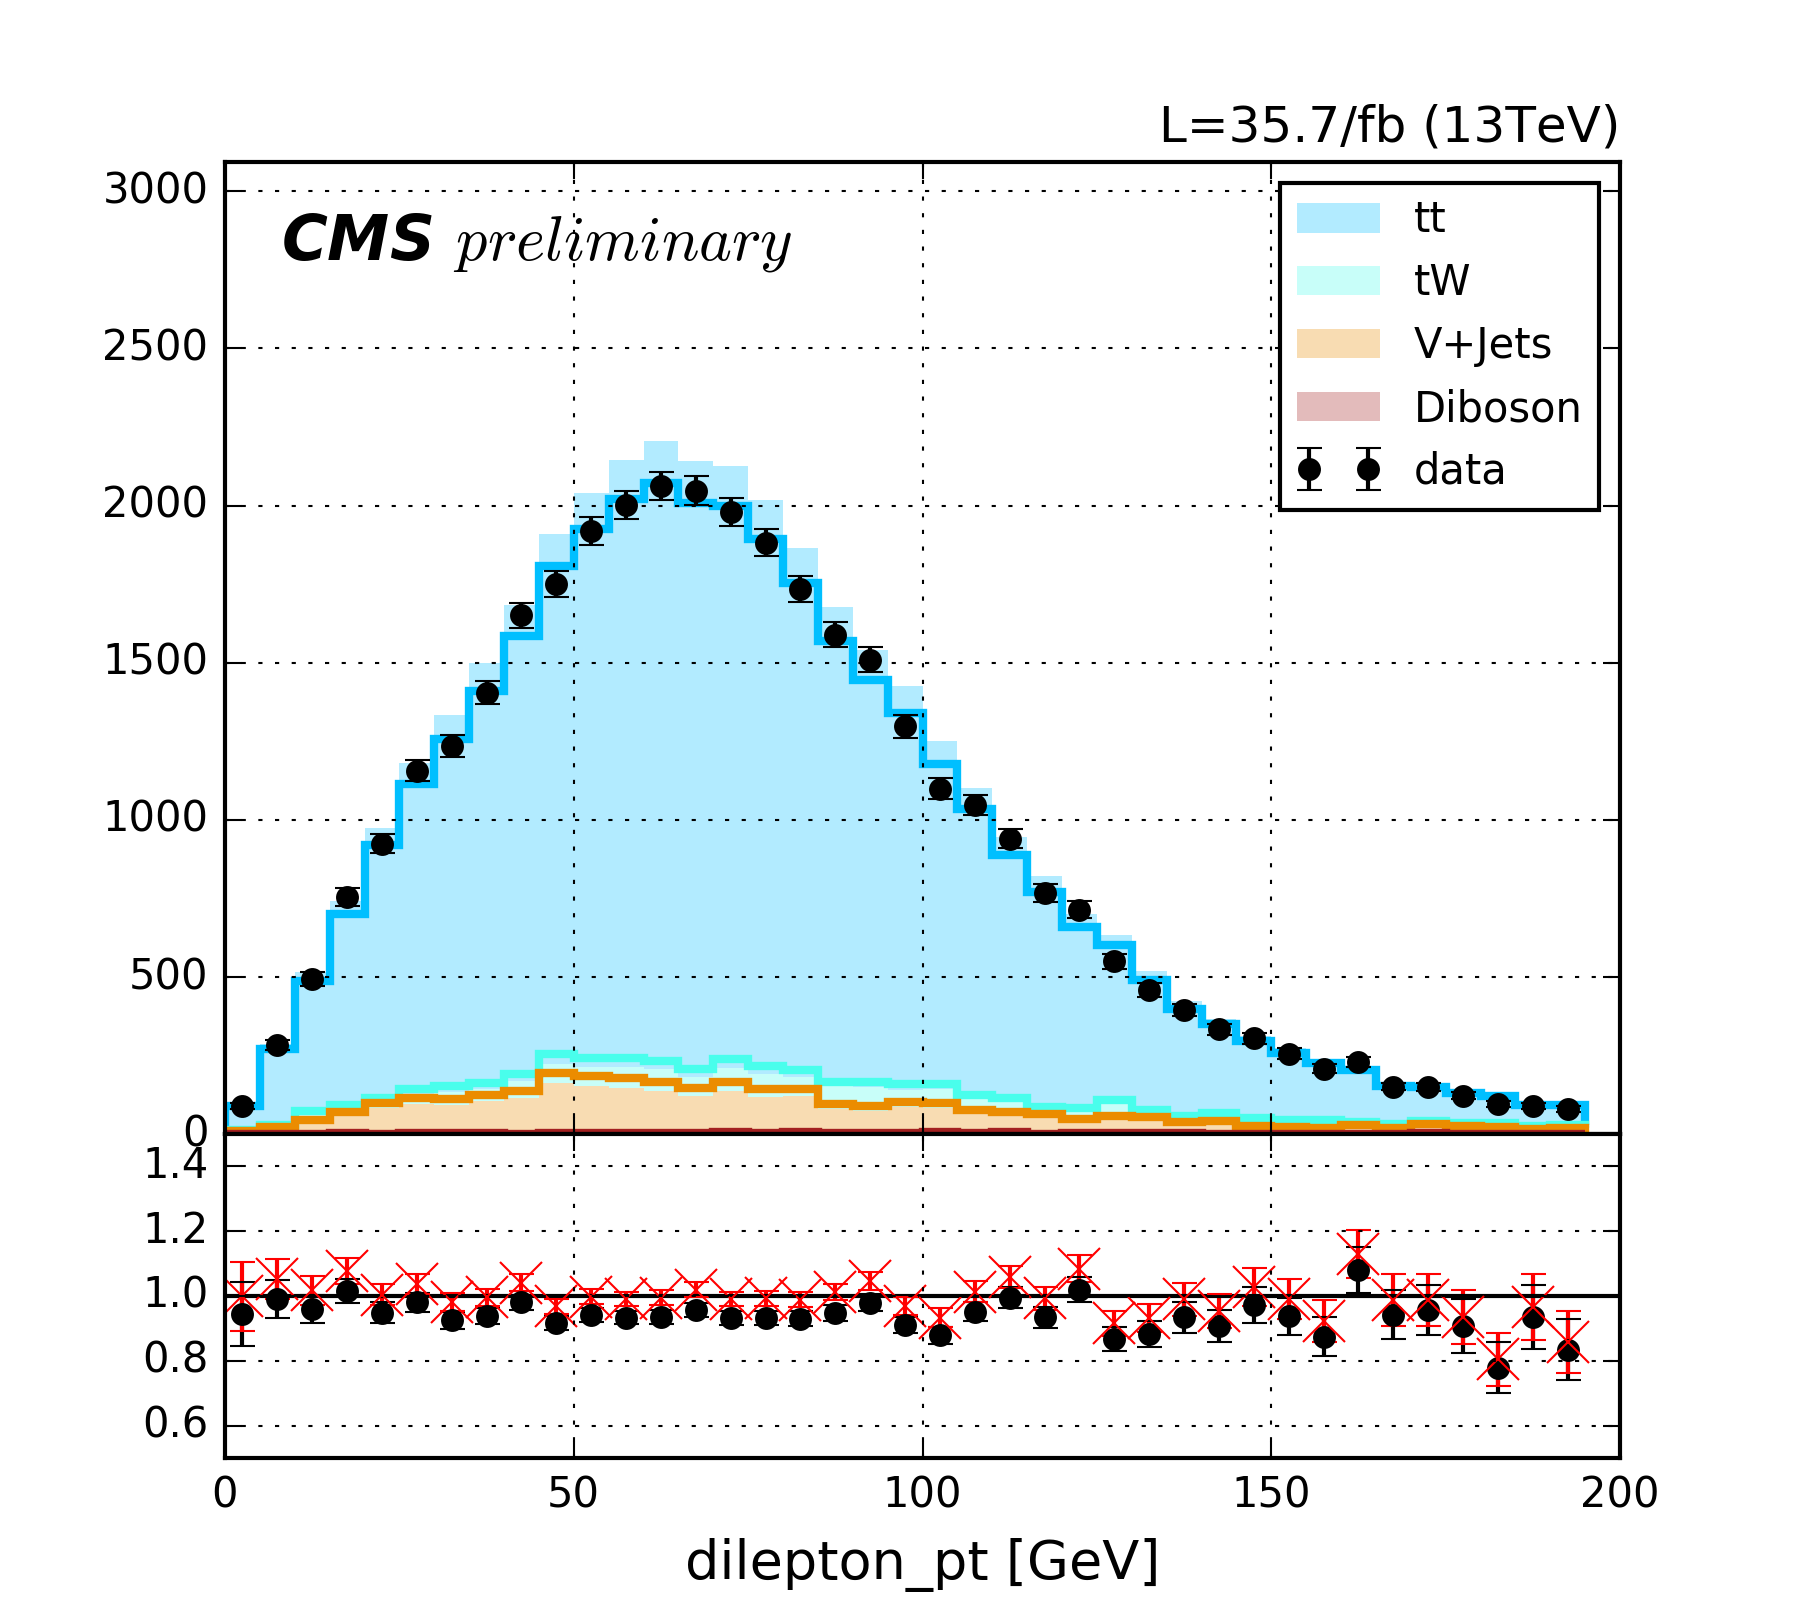 L=35.7/fb (13TeV)
3000
CMS preliminary
tt
tW
V+Jets
Diboson
data
2500
2000
1500
1000
500
0
1.4
1.2
1.0
0.8
0.6
0 50 100 150 200
dilepton_pt [GeV]